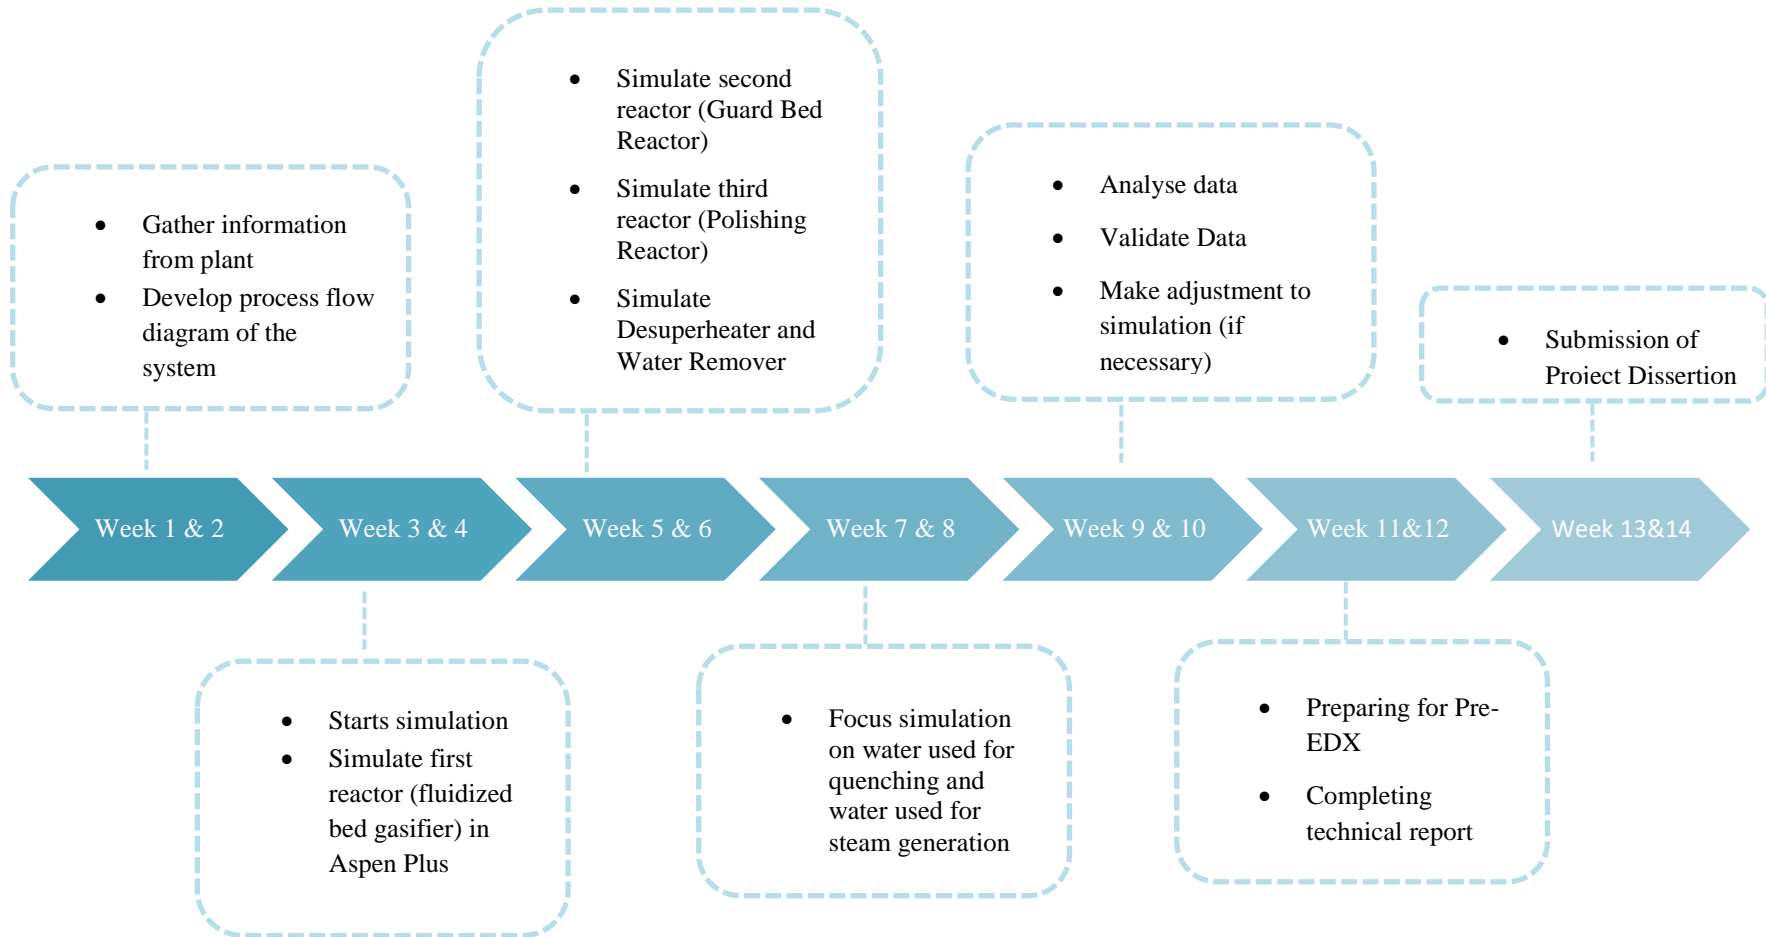 • Gather information
from plant
• Develop process flow
diagram of the
system
• Simulate second
reactor (Guard Bed
Reactor)
• Simulate third
reactor (Polishing
Reactor)
• Simulate
Desuperheater and
Water Remover
• Analyse data
• Validate Data
• Make adjustment to
simulation (if
necessary)
• Submission of
Project Dissertion
Week 1 & 2
Week 3 & 4
Week 5 & 6
Week 7 & 8
Week 9 & 10
Week 11&12
Week 13&14
• Starts simulation
• Simulate first
reactor (fluidized
bed gasifier) in
Aspen Plus
• Focus simulation
on water used for
quenching and
water used for
steam generation
• Preparing for Pre-
EDX
• Completing
technical report